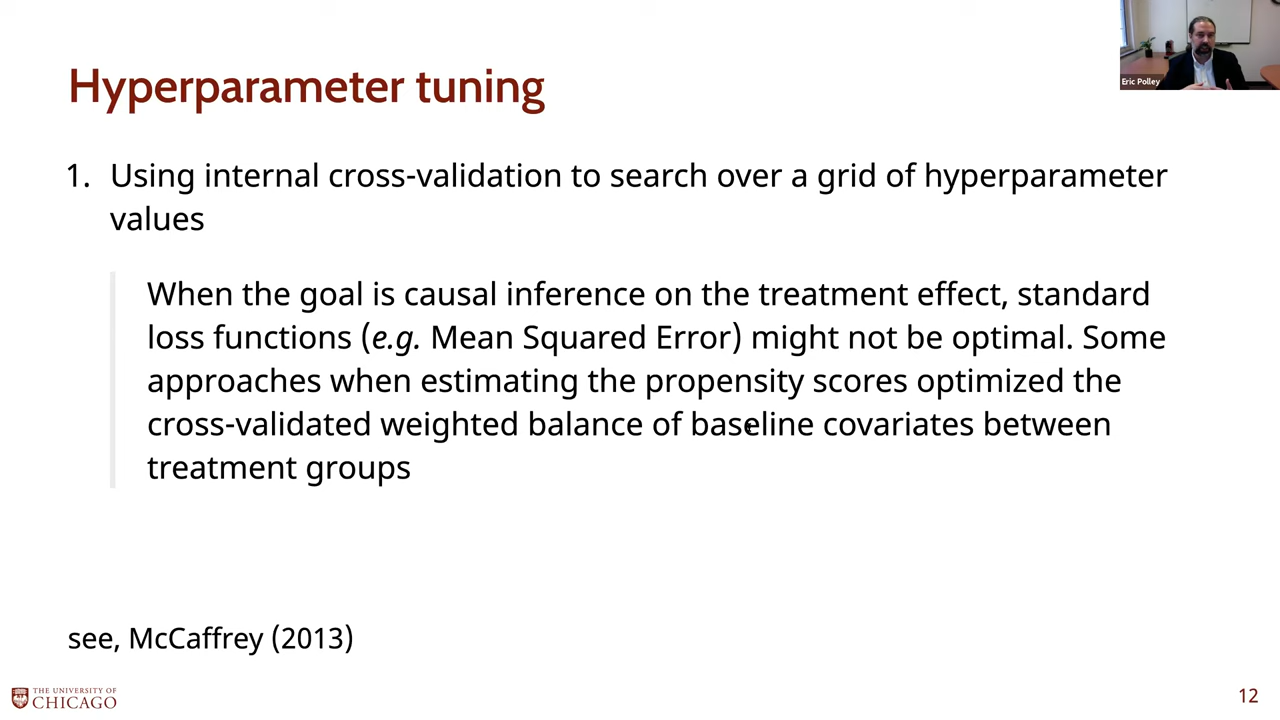 Eric Polley
Hyperparameter tuning
1. Using internal cross-validation to search over a grid of hyperparameter
values
When the goal is causal inference on the treatment effect, standard
loss functions (e.g. Mean Squared Error) might not be optimal. Some
approaches when estimating the propensity scores optimized the
cross-validated weighted balance of baseline covariates between
treatment groups
see, McCaffrey (2013)
THE UNIVERSITY OF
CHICAGO
12